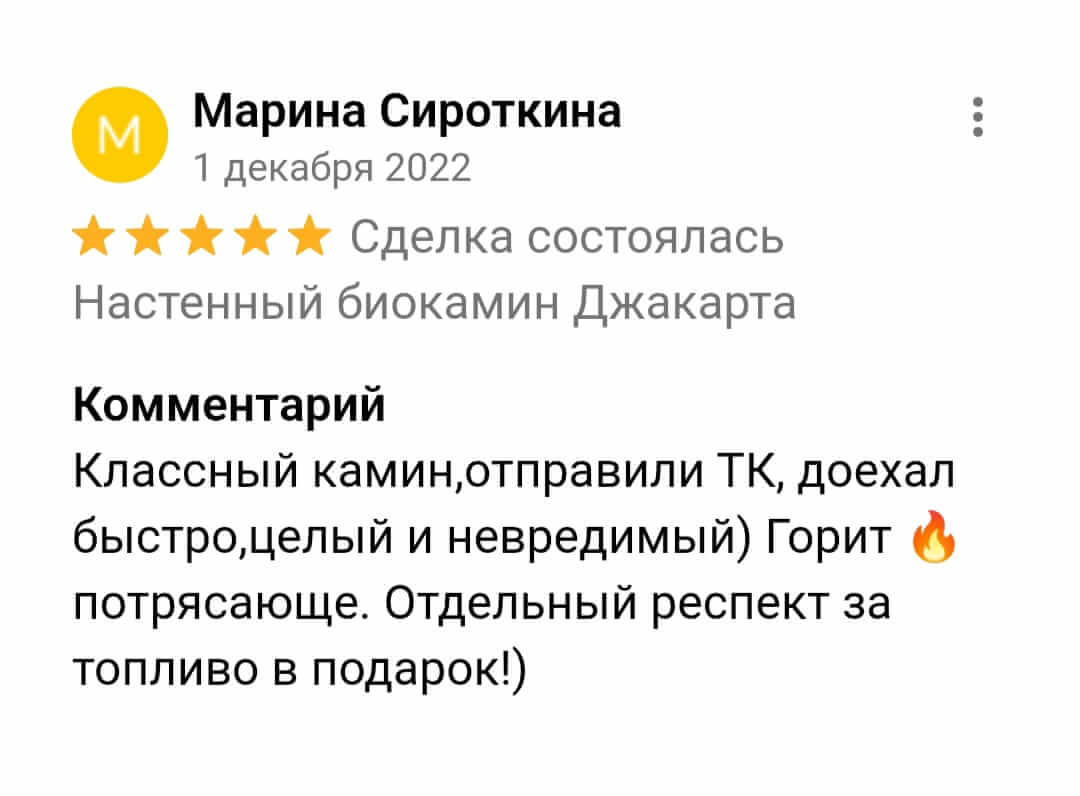 М
Марина Сироткина
1 декабря 2022
Сделка состоялась
Настенный биокамин Джакарта
Комментарий
Классный камин,отправили ТК, доехал
быстро,целый и невредимый) Горит 🔥
потрясающе. Отдельный респект за
топливо в подарок!)